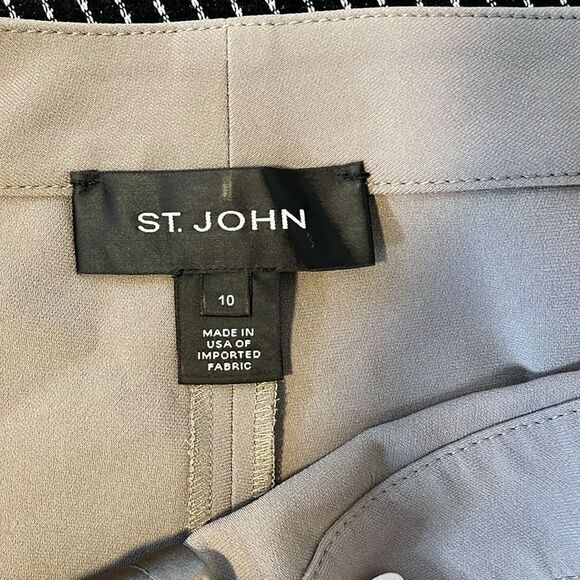 ST. JOHN
10
MADE IN
USA OF
IMPORTED
FABRIC